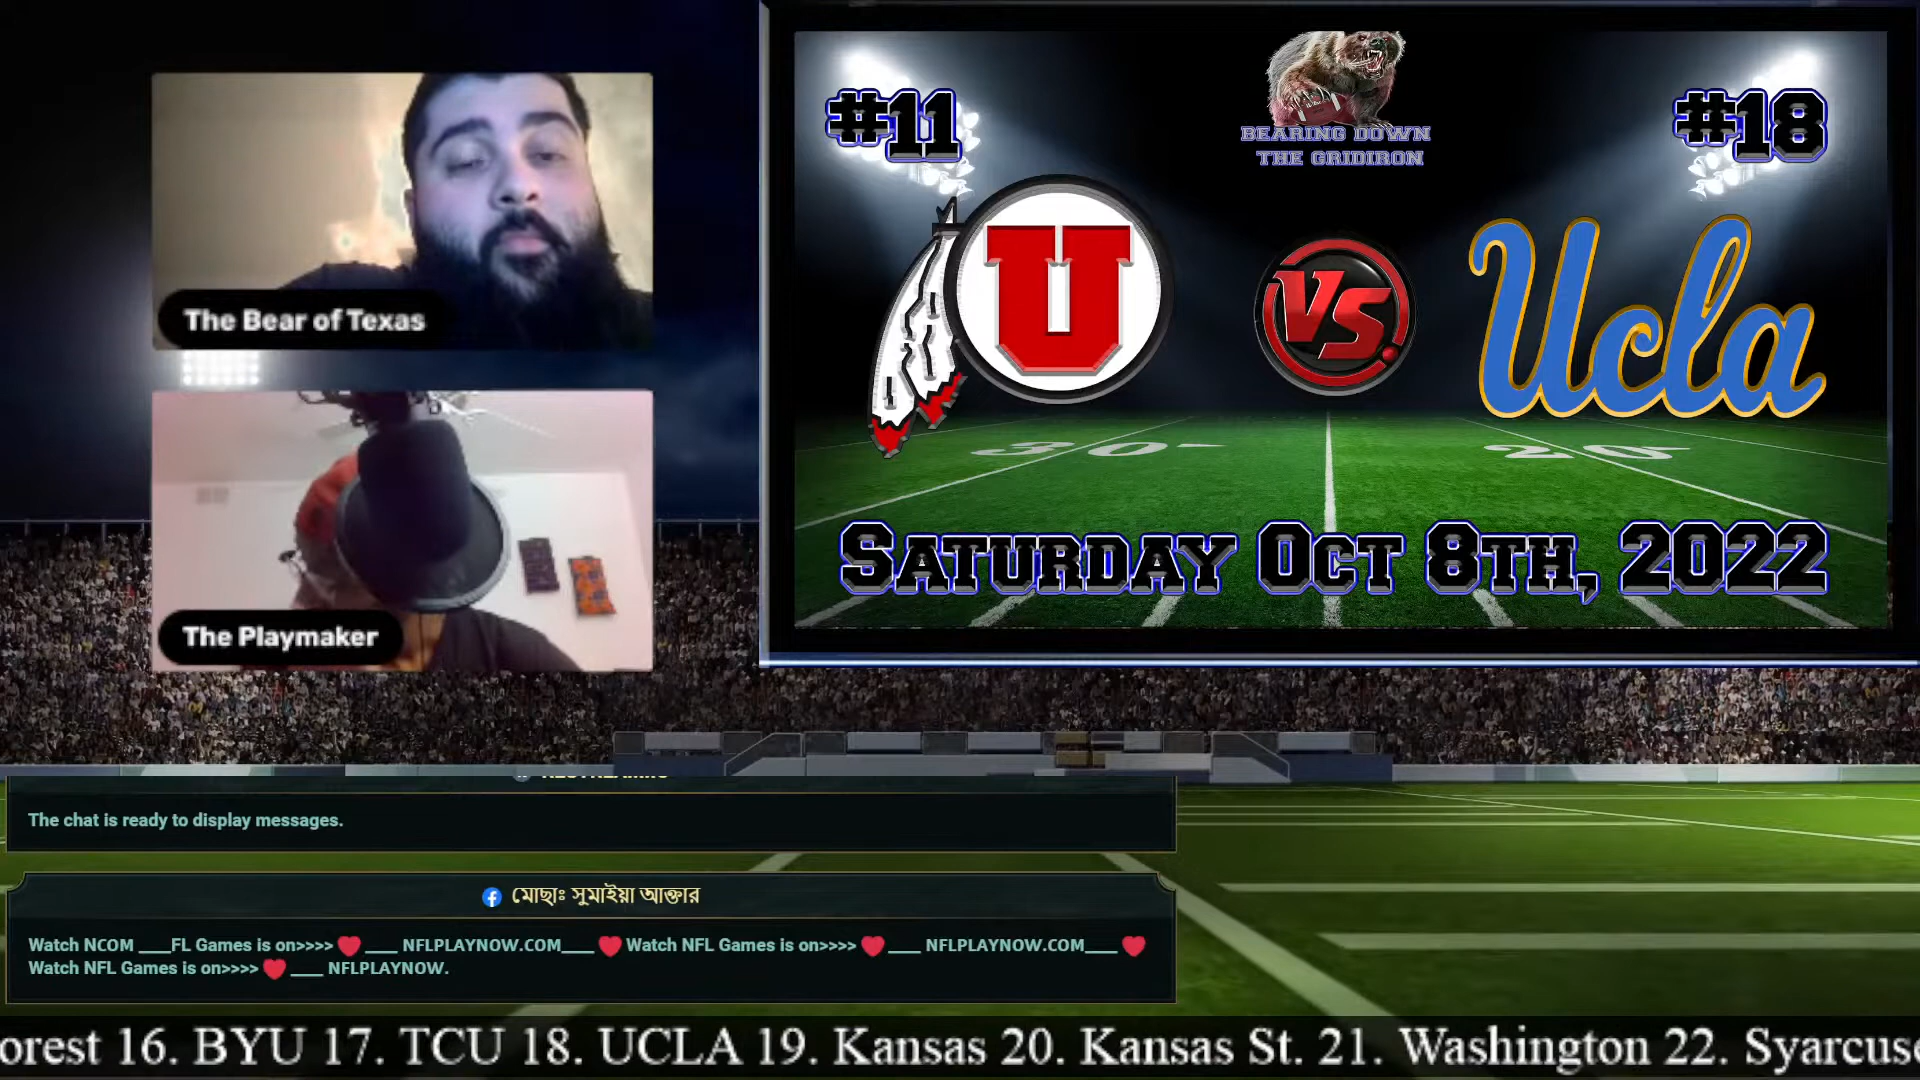 The Bear of Texas
The Playmaker
#11
BEARING DOWN
THE GRIDIRON
#18
U
VS.
Ucla
30
SATURDAY OCT 8TH, 2022
The chat is ready to display messages.
মোছাঃ সুমাইয়া আক্তার
Watch NCOM ___FL Games is on>>>> ❤ ___ NFLPLAYNOW.COM___ ❤ Watch NFL Games is on>>>> ❤ ___ NFLPLAYNOW.COM___ ❤
Watch NFL Games is on>>>> ❤ ___ NFLPLAYNOW.
orest 16. BYU 17. TCU 18. UCLA 19. Kansas 20. Kansas St. 21. Washington 22. Syarcuse